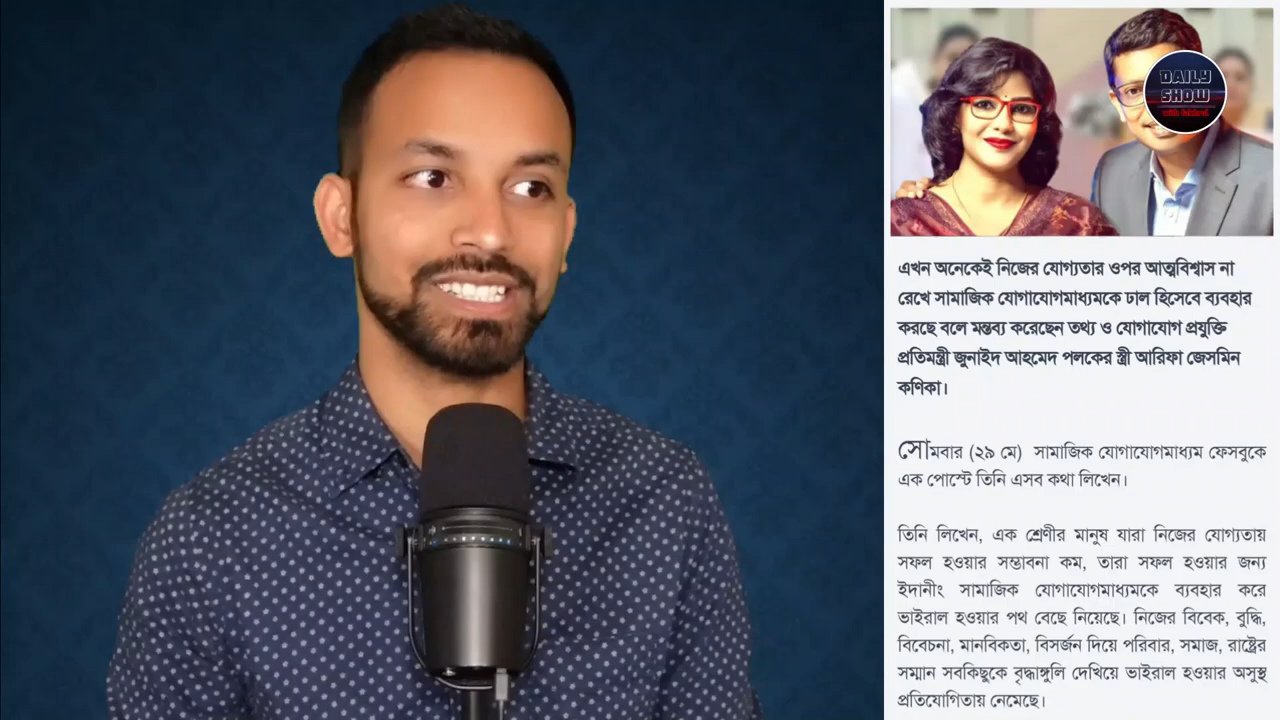 DAILY
SHOW
এখন অনেকেই নিজের যোগ্যতার ওপর আত্মবিশ্বাস না
রেখে সামাজিক যোগাযোগমাধ্যমকে ঢাল হিসেবে ব্যবহার
করছে বলে মন্তব্য করেছেন তথ্য ও যোগাযোগ প্রযুক্তি
প্রতিমন্ত্রী জুনাইদ আহমেদ পলকের স্ত্রী আরিফা জেসমিন
কণিকা।
সোমবার (২৯ মে) সামাজিক যোগাযোগমাধ্যম ফেসবুকে
এক পোস্টে তিনি এসব কথা লিখেন।
তিনি লিখেন, এক শ্রেণীর মানুষ যারা নিজের যোগ্যতায়
সফল হওয়ার সম্ভাবনা কম, তারা সফল হওয়ার জন্য
ইদানীং সামাজিক যোগাযোগমাধ্যমকে ব্যবহার করে
ভাইরাল হওয়ার পথ বেছে নিয়েছে। নিজের বিবেক, বুদ্ধি,
বিবেচনা, মানবিকতা, বিসর্জন দিয়ে পরিবার, সমাজ, রাষ্ট্রের
সম্মান সবকিছুকে বৃদ্ধাঙ্গুলি দেখিয়ে ভাইরাল হওয়ার অসুস্থ
প্রতিযোগিতায় নেমেছে।